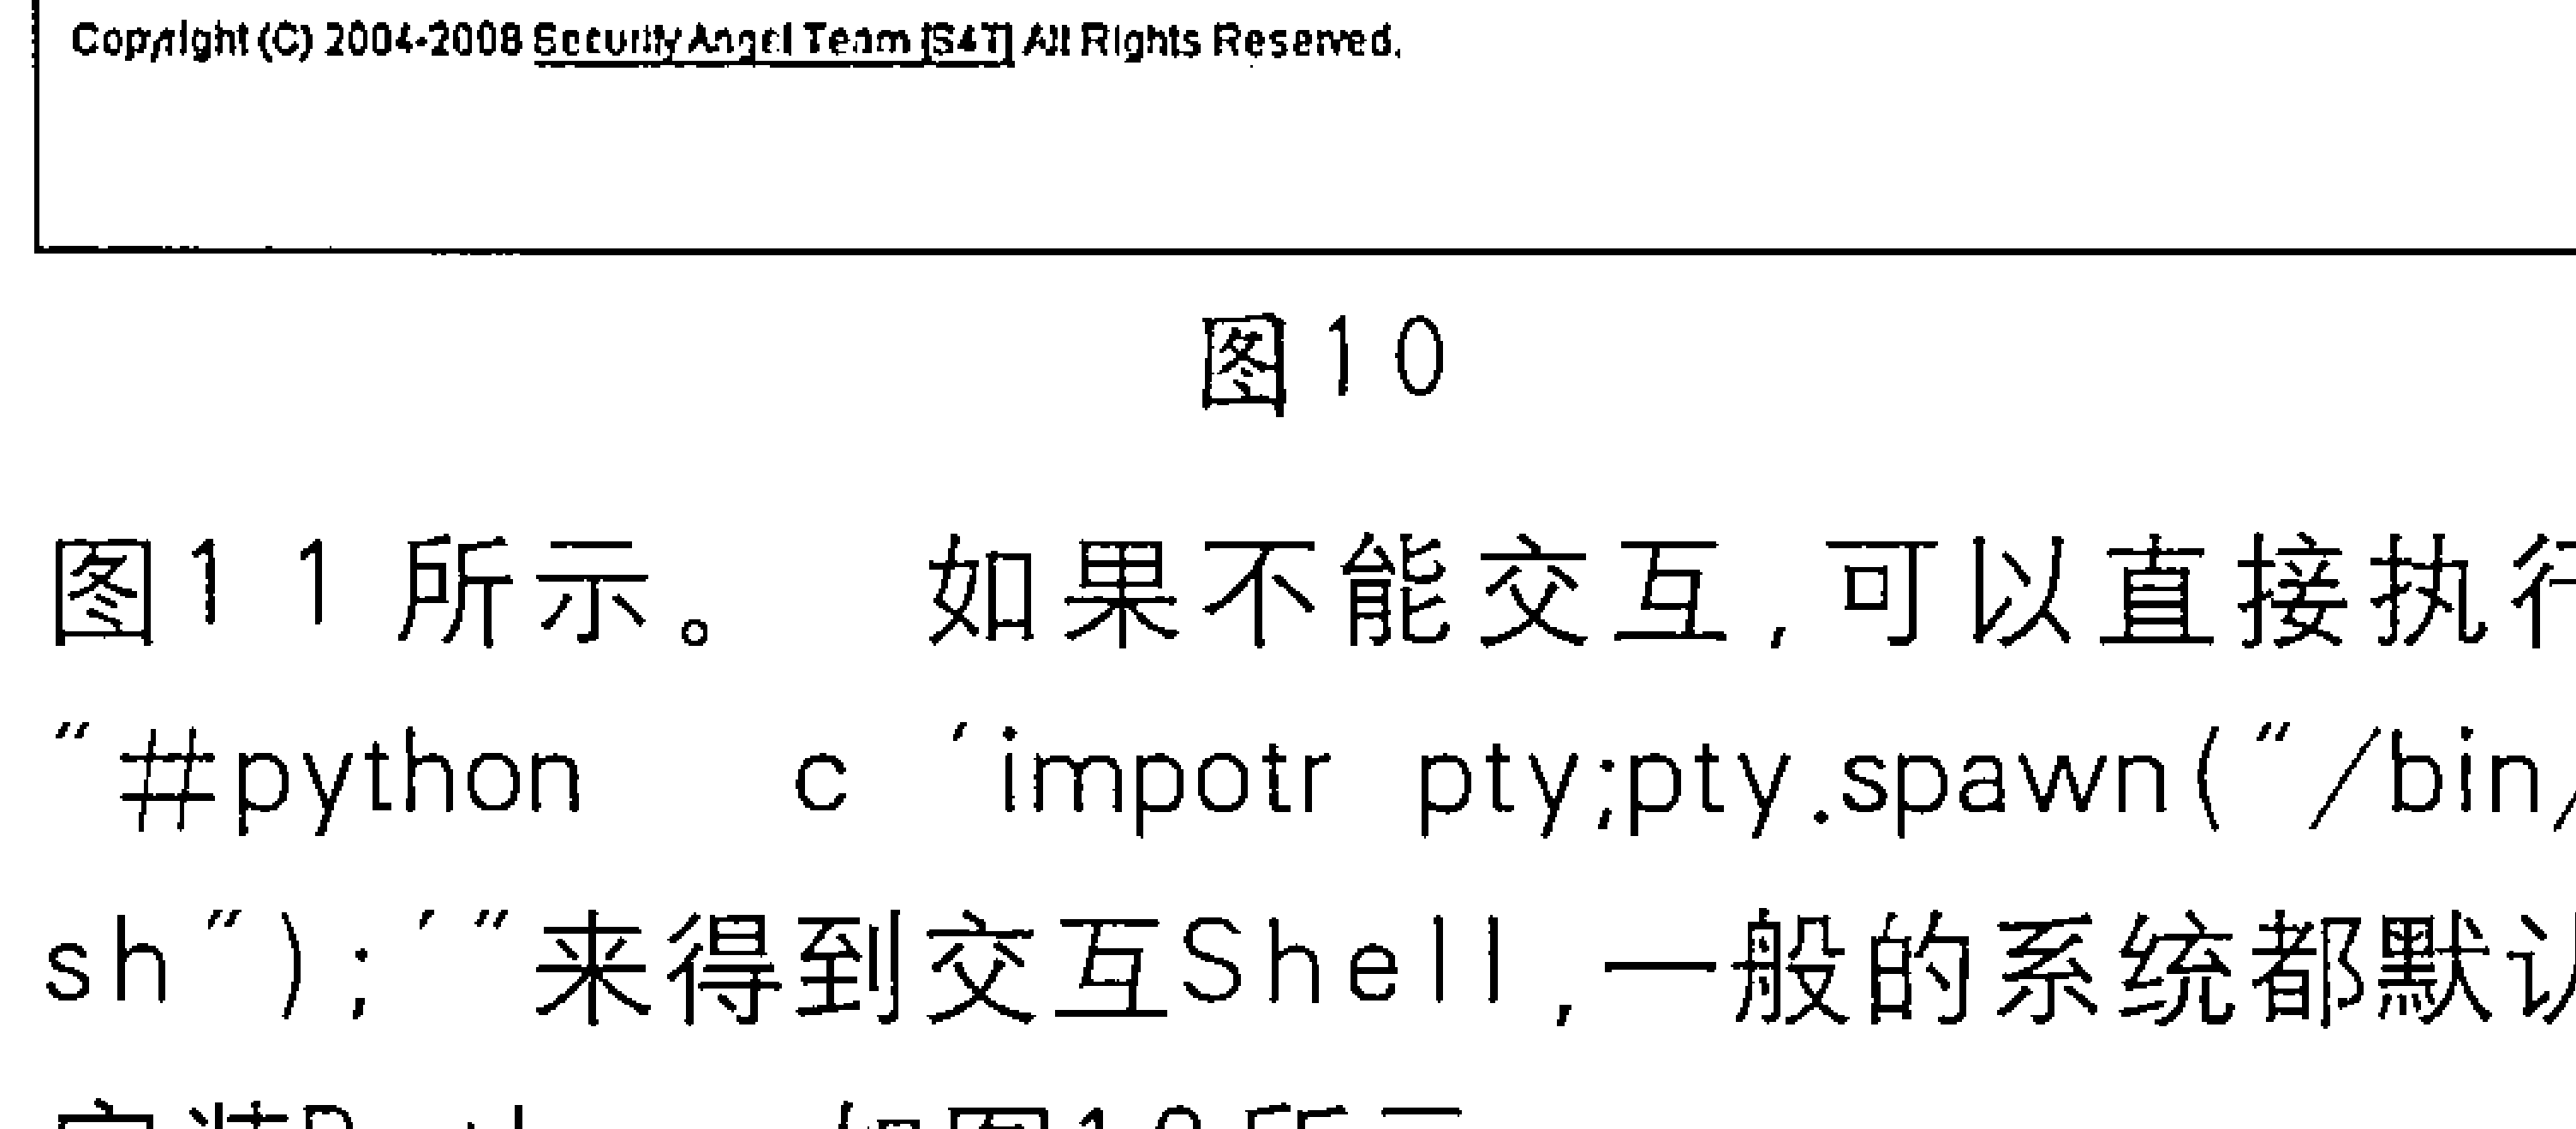 Copyright (C) 2004-2008 Security Angel Team [S4T] All Rights Reserved.
图10
图11所示。 如果不能交互,可以直接执行
"#python c 'impotr pty;pty.spawn("/bin/
sh");'"来得到交互Shell,一般的系统都默认